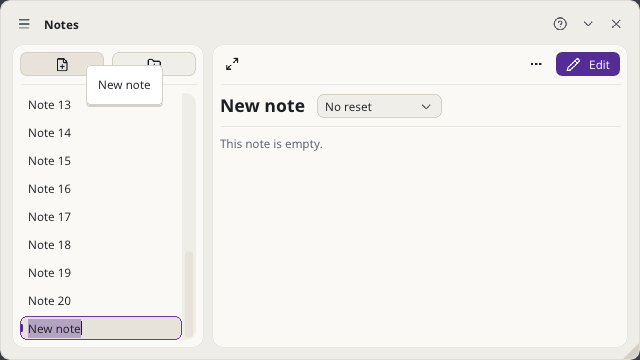 Notes
New note
Note 13
Note 14
Note 15
Note 16
Note 17
Note 18
Note 19
Note 20
New note
Edit
New note
No reset
This note is empty.